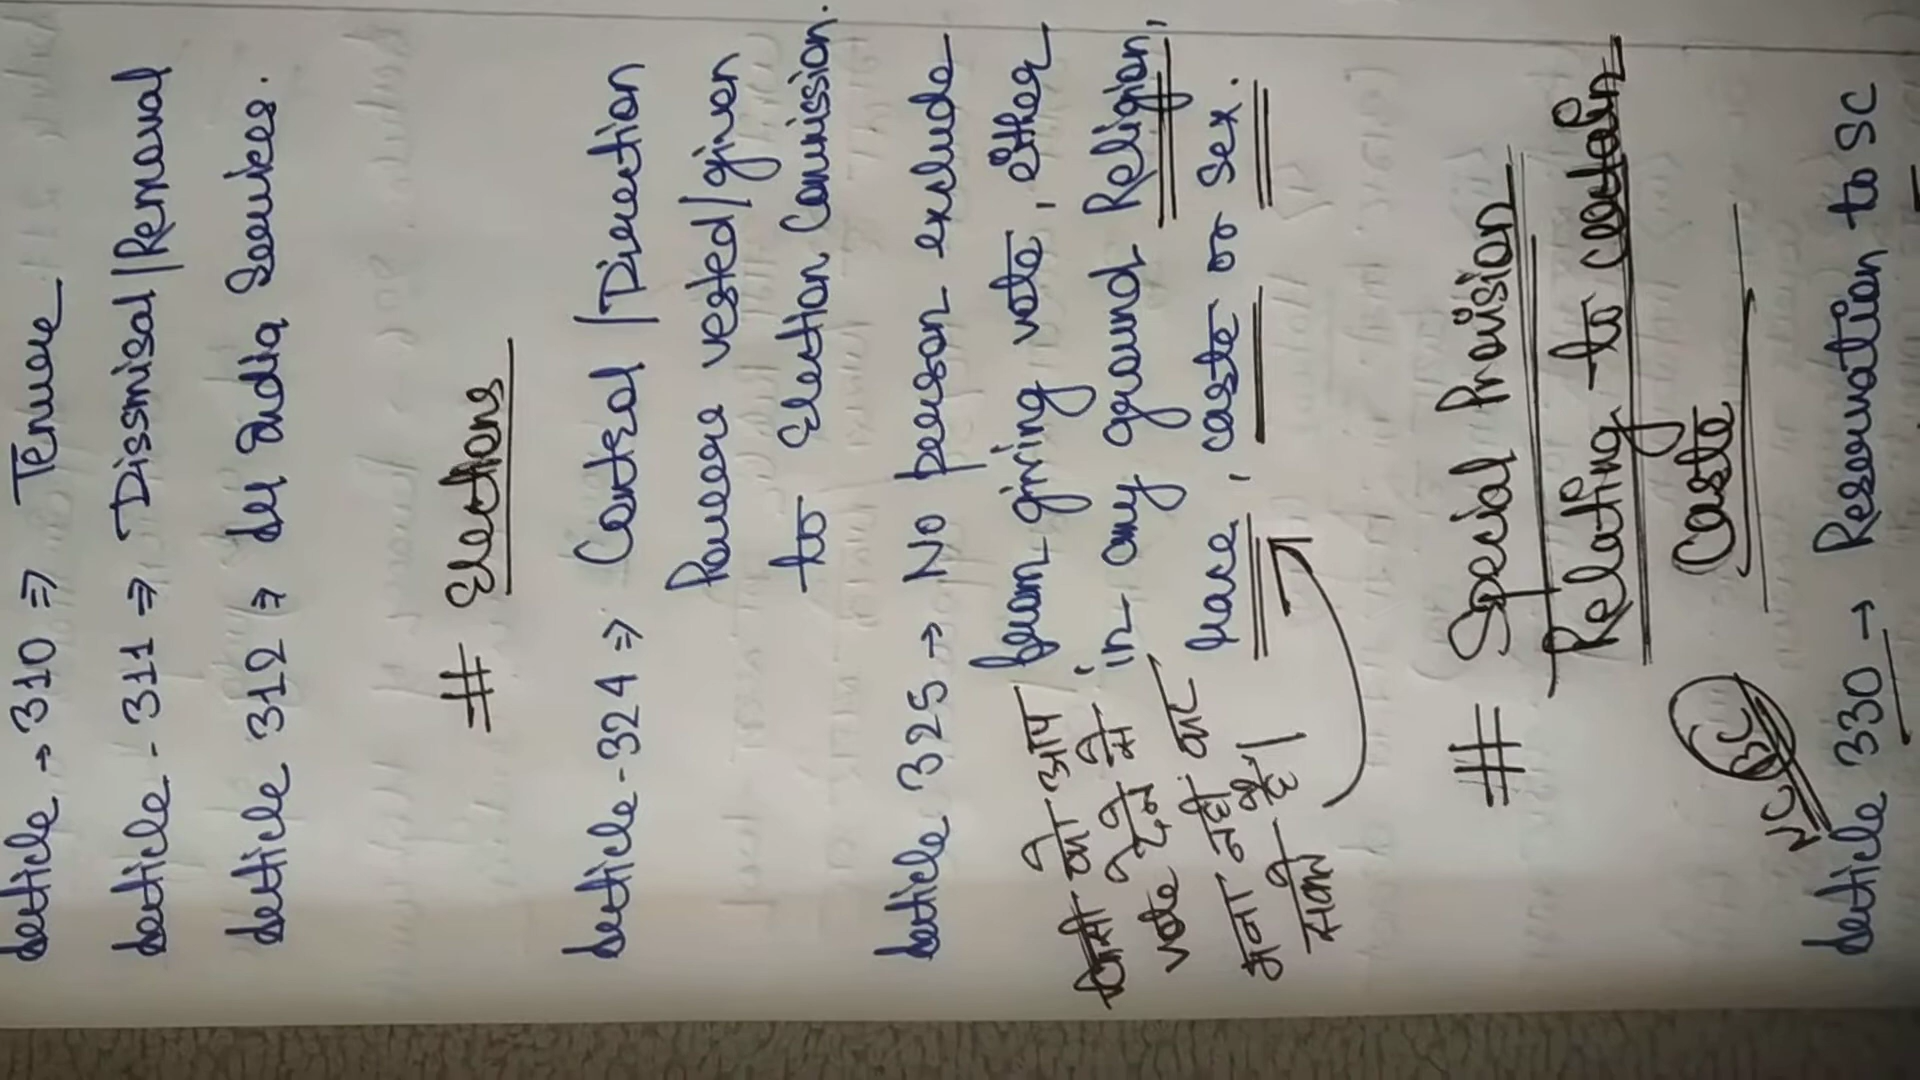 Article → 310 ⇒ Tenure
Article - 311 ⇒ Dissmisal/Removal
Article 312 ⇒ All India Services.
# Elections
Article - 324 ⇒ Control/Direction
Power vested/given
to Election Commission.
Article 325 → No person exclude
from giving vote, either
in any ground Religion,
race, caste or sex.
किसी को आप
vote देने से
मना नहीं कर
सकते है।
# Special Provision
Relating to certain
Caste
Article 330 → Reservation to SC